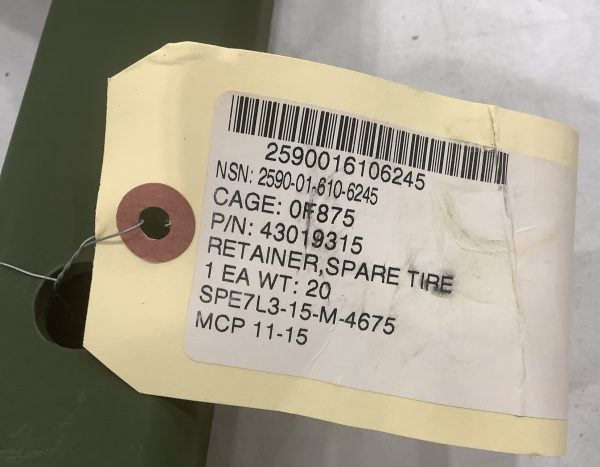 2590016106245
NSN: 2590-01-610-6245
CAGE: 0F875
P/N: 43019315
RETAINER,SPARE TIRE
1 EA WT: 20
SPE7L3-15-M-4675
MCP 11-15